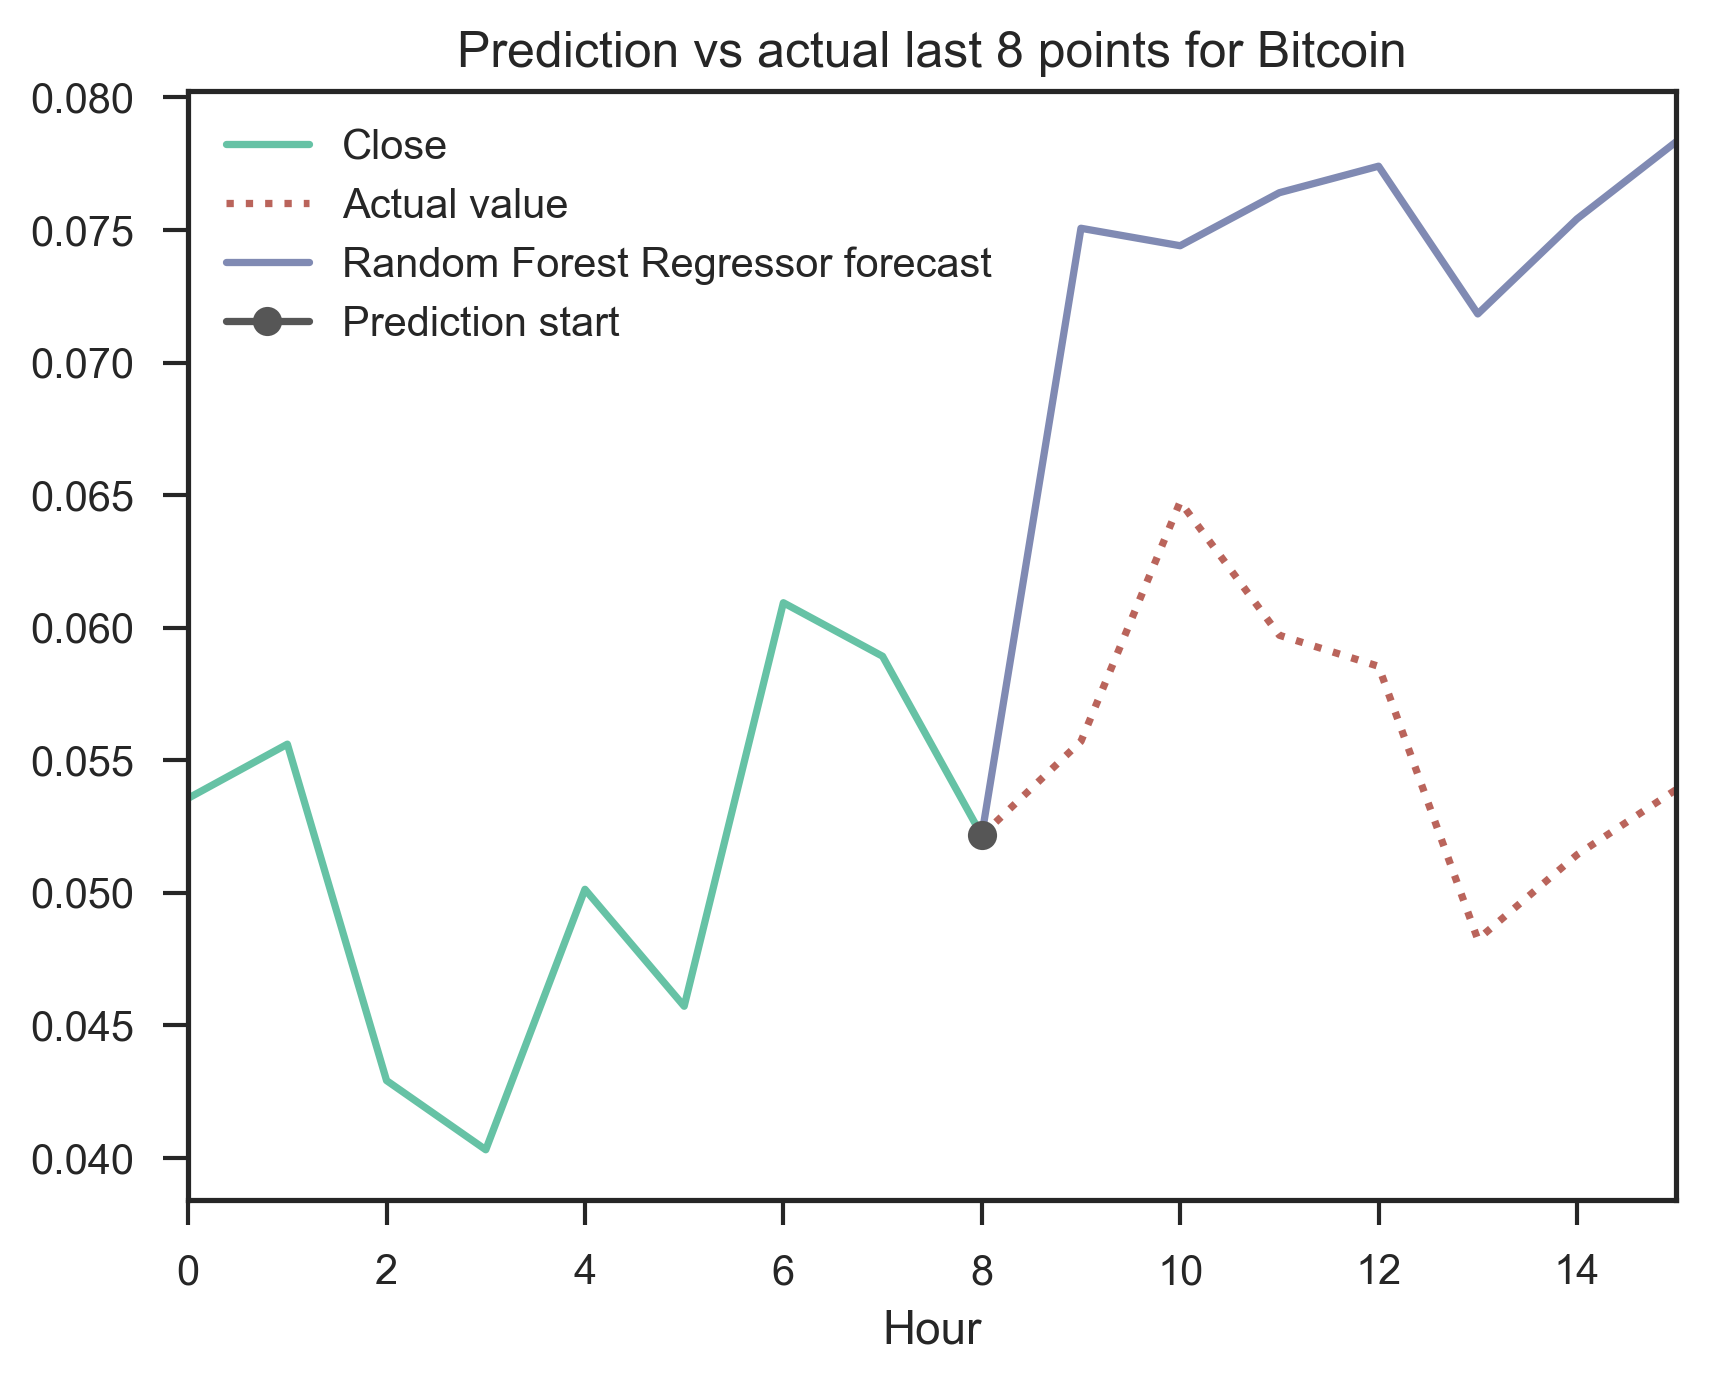 Prediction vs actual last 8 points for Bitcoin
0.080
0.075
0.070
0.065
0.060
0.055
0.050
0.045
0.040
Close
Actual value
Random Forest Regressor forecast
Prediction start
0 2 4 6 8 10 12 14
Hour